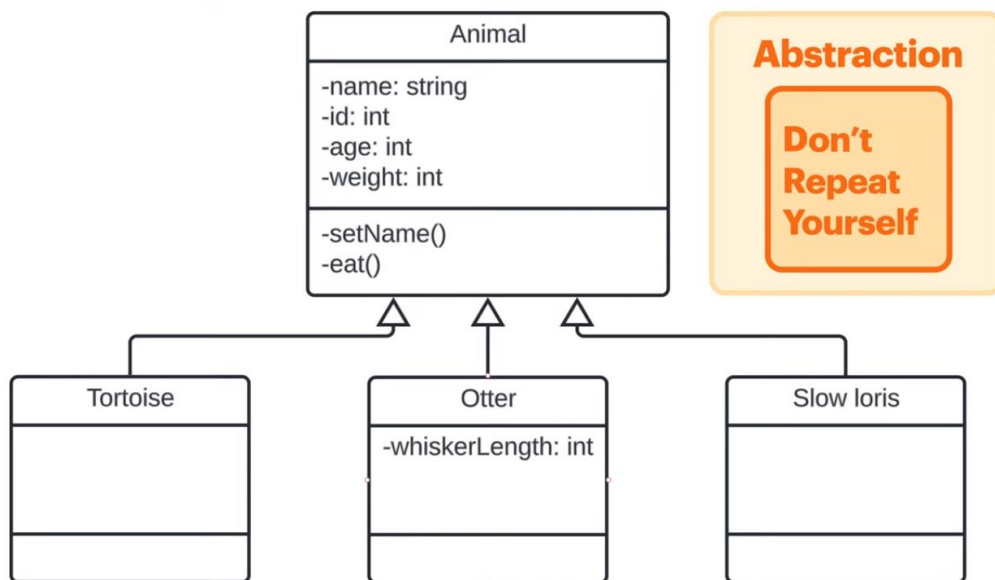 Animal
-name: string
-id: int
-age: int
-weight: int
-setName()
-eat()
Abstraction
Don't
Repeat
Yourself
Tortoise
Otter
-whiskerLength: int
Slow loris